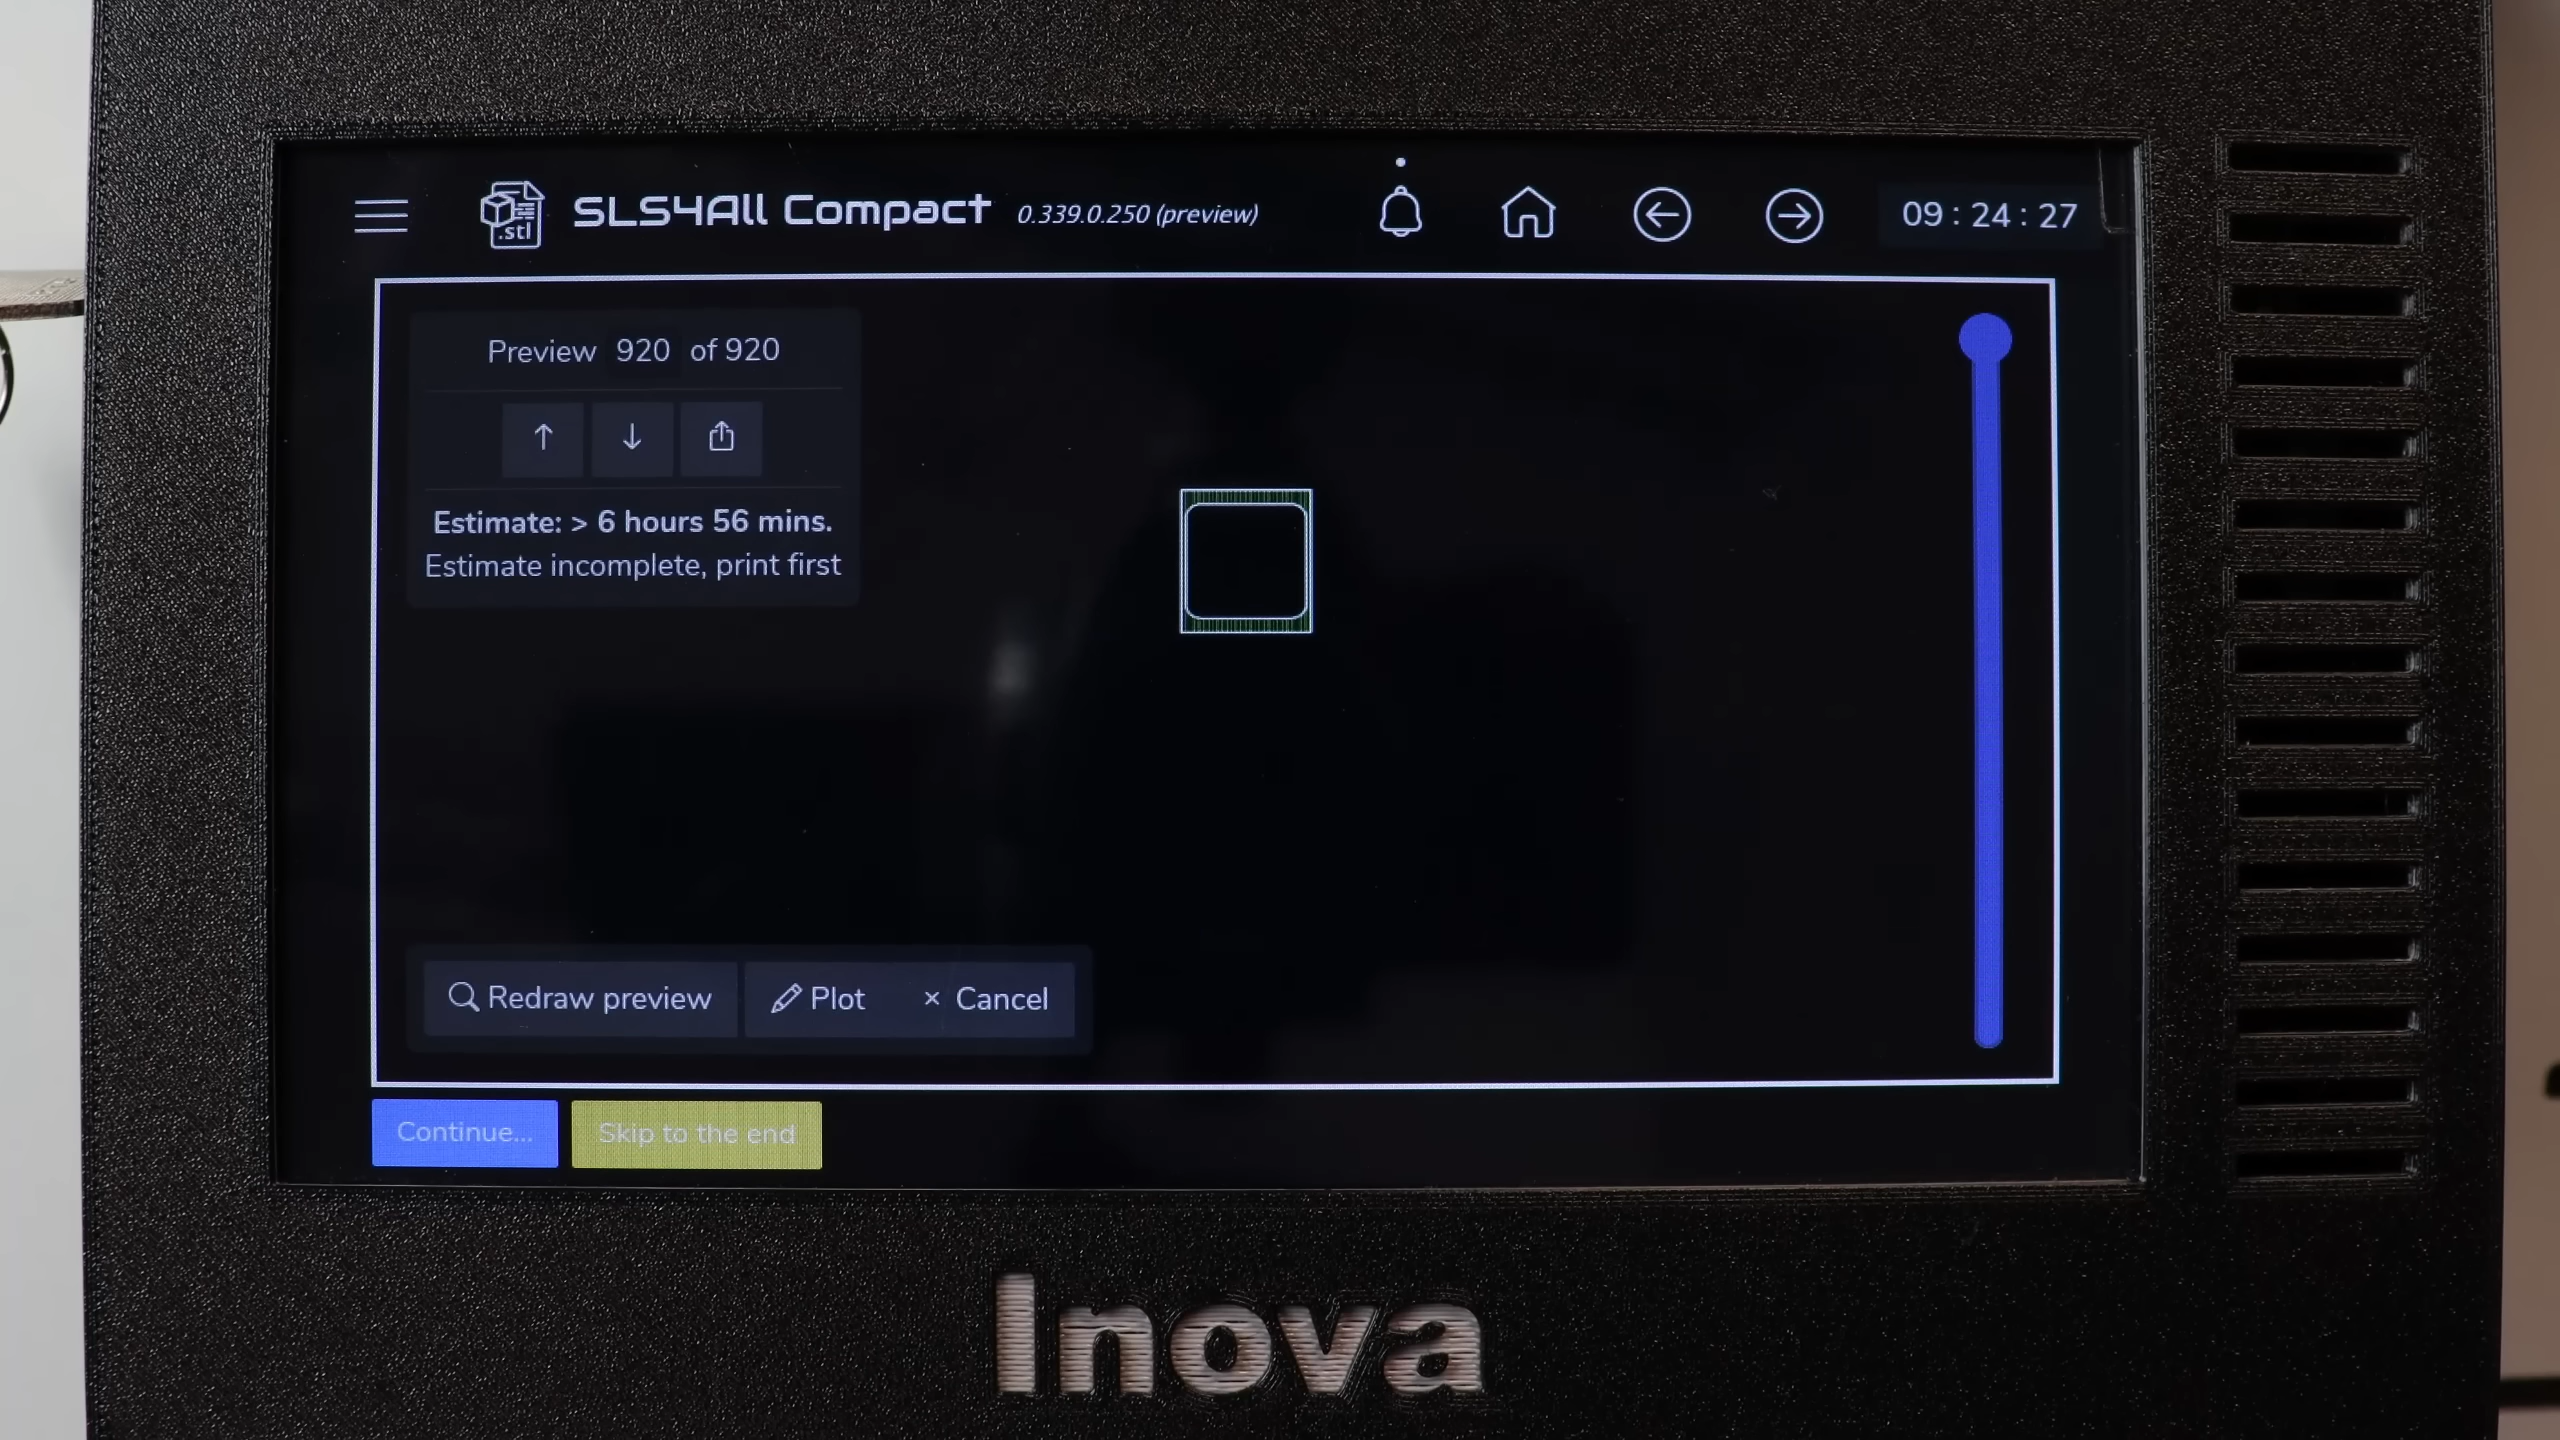 SLS4All Compact 0.339.0.250 (preview)
09 : 24 : 27
.stl
Preview 920 of 920
Estimate: > 6 hours 56 mins.
Estimate incomplete, print first
Redraw preview
Plot
× Cancel
Continue...
Skip to the end
Inova